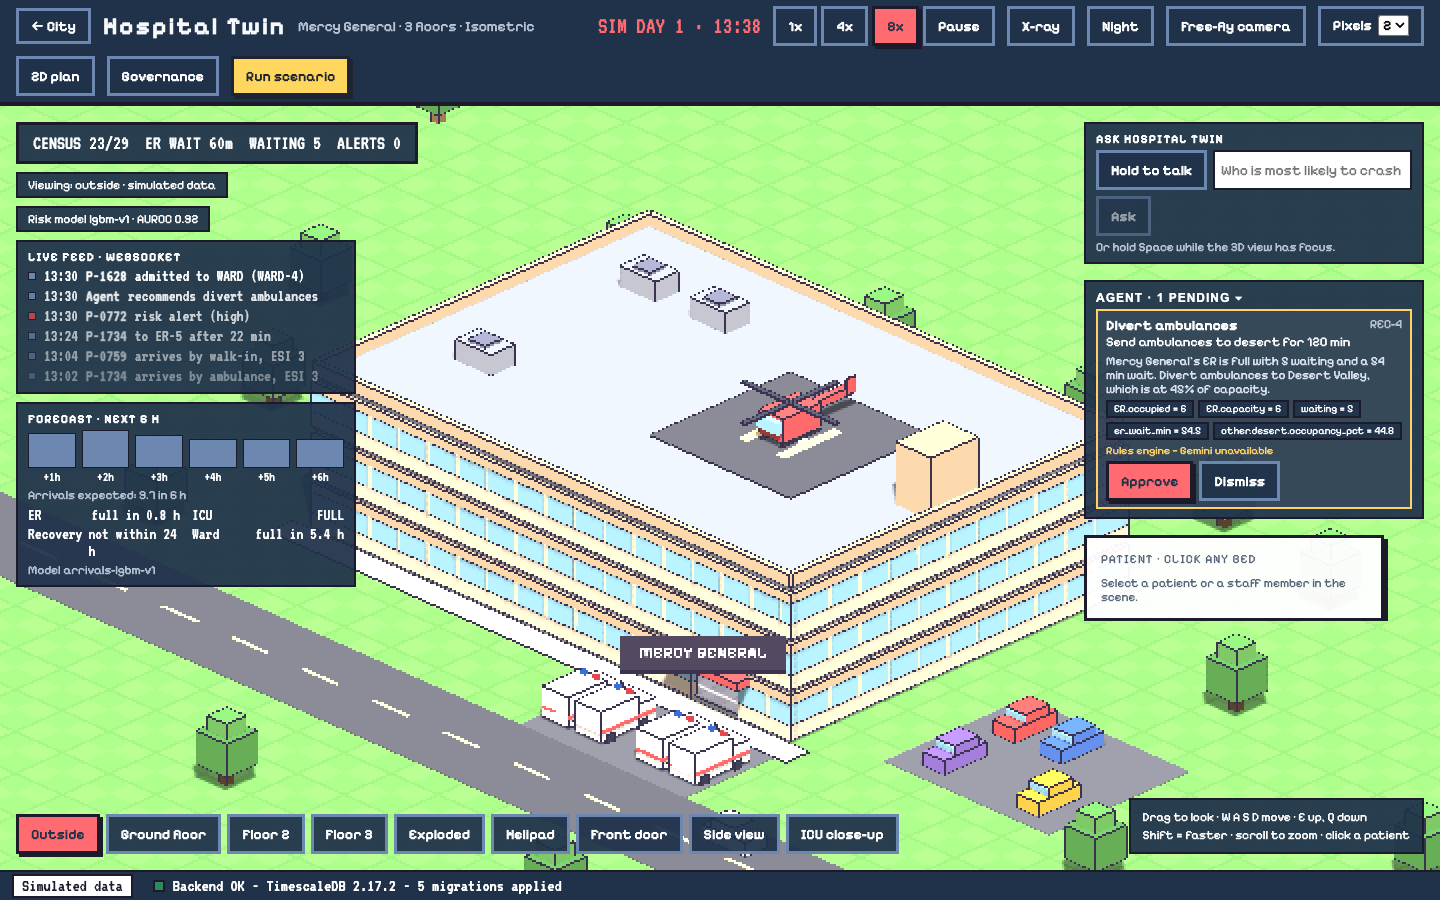 ← City
Hospital Twin
Mercy General · 3 floors · Isometric
SIM DAY 1 · 13:38
1x
4x
8x
Pause
X-ray
Night
Free-fly camera
Pixels 2
2D plan
Governance
Run scenario
CENSUS 23/29 ER WAIT 60m WAITING 5 ALERTS 0
Viewing: outside · simulated data
Risk model lgbm-v1 · AUROC 0.92
LIVE FEED · WEBSOCKET
13:30 P-1628 admitted to WARD (WARD-4)
13:30 Agent recommends divert ambulances
13:30 P-0772 risk alert (high)
13:24 P-1734 to ER-5 after 22 min
13:04 P-0759 arrives by walk-in, ESI 3
13:02 P-1734 arrives by ambulance, ESI 3
FORECAST · NEXT 6 H
+1h +2h +3h +4h +5h +6h
Arrivals expected: 9.7 in 6 h
ER full in 0.8 h ICU FULL
Recovery not within 24 h Ward full in 5.4 h
Model arrivals-lgbm-v1
ASK HOSPITAL TWIN
Hold to talk
Who is most likely to crash
Ask
Or hold Space while the 3D view has focus.
AGENT · 1 PENDING
Divert ambulances REC-4
Send ambulances to desert for 120 min
Mercy General's ER is full with 5 waiting and a 54
min wait. Divert ambulances to Desert Valley,
which is at 45% of capacity.
ER.occupied = 6 ER.capacity = 6 waiting = 5
er.wait_min = 54.5 other.desert.occupancy_pct = 44.8
Rules engine - Gemini unavailable
Approve
Dismiss
PATIENT · CLICK ANY BED
Select a patient or a staff member in the
scene.
MERCY GENERAL
Outside
Ground floor
Floor 2
Floor 3
Exploded
Helipad
Front door
Side view
ICU close-up
Drag to look · W A S D move · E up, Q down
Shift = faster · scroll to zoom · click a patient
Simulated data
Backend OK - TimescaleDB 2.17.2 - 5 migrations applied